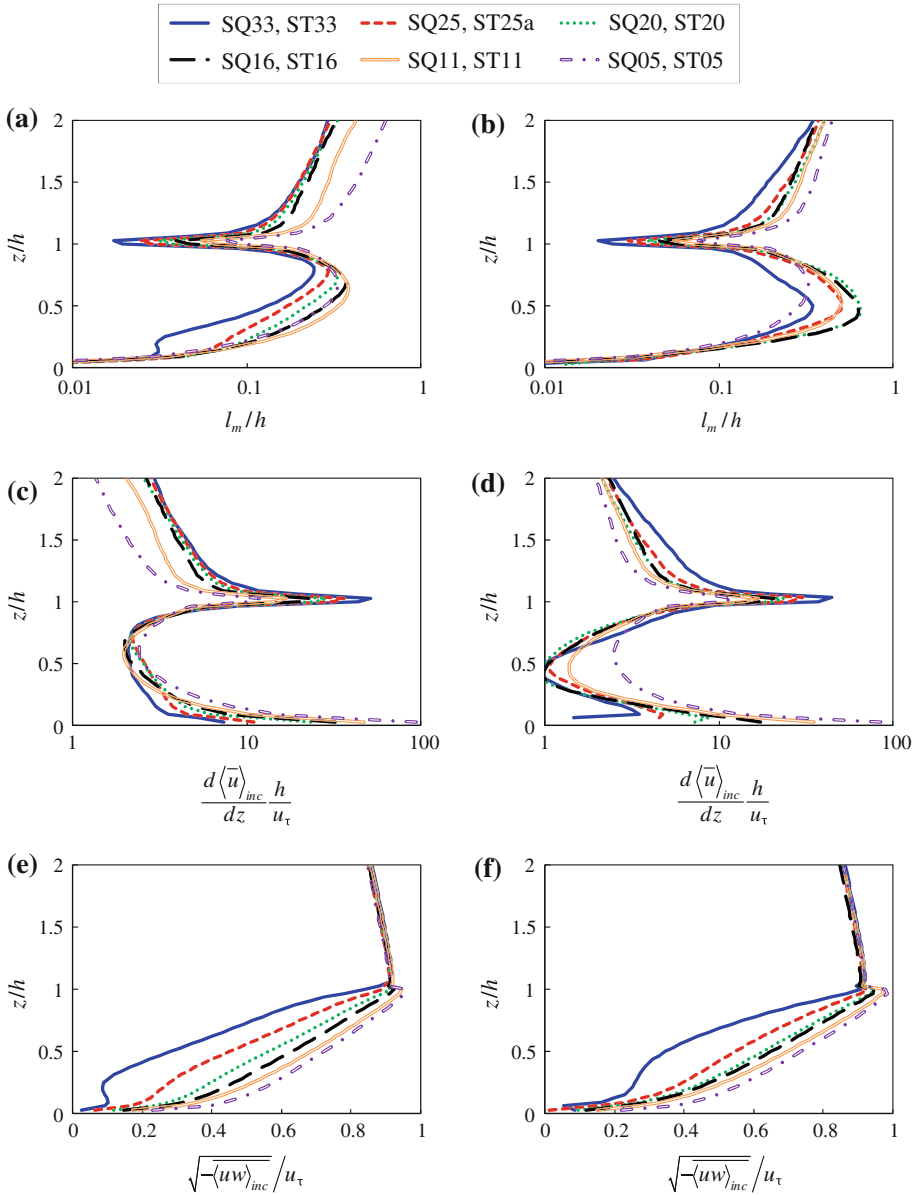 SQ33, ST33 SQ25, ST25a SQ20, ST20
SQ16, ST16 SQ11, ST11 SQ05, ST05
(a) (b)
2 2
1.5 1.5
z/h z/h
1 1
0.5 0.5
0 0
0.01 0.1 1 0.01 0.1 1
l_m/h l_m/h
(c) (d)
2 2
1.5 1.5
z/h z/h
1 1
0.5 0.5
0 0
1 10 100 1 10 100
d⟨u̅⟩_inc/dz h/u_τ d⟨u̅⟩_inc/dz h/u_τ
(e) (f)
2 2
1.5 1.5
z/h z/h
1 1
0.5 0.5
0 0
0 0.2 0.4 0.6 0.8 1 0 0.2 0.4 0.6 0.8 1
√−⟨u̅w̅⟩_inc/u_τ √−⟨u̅w̅⟩_inc/u_τ